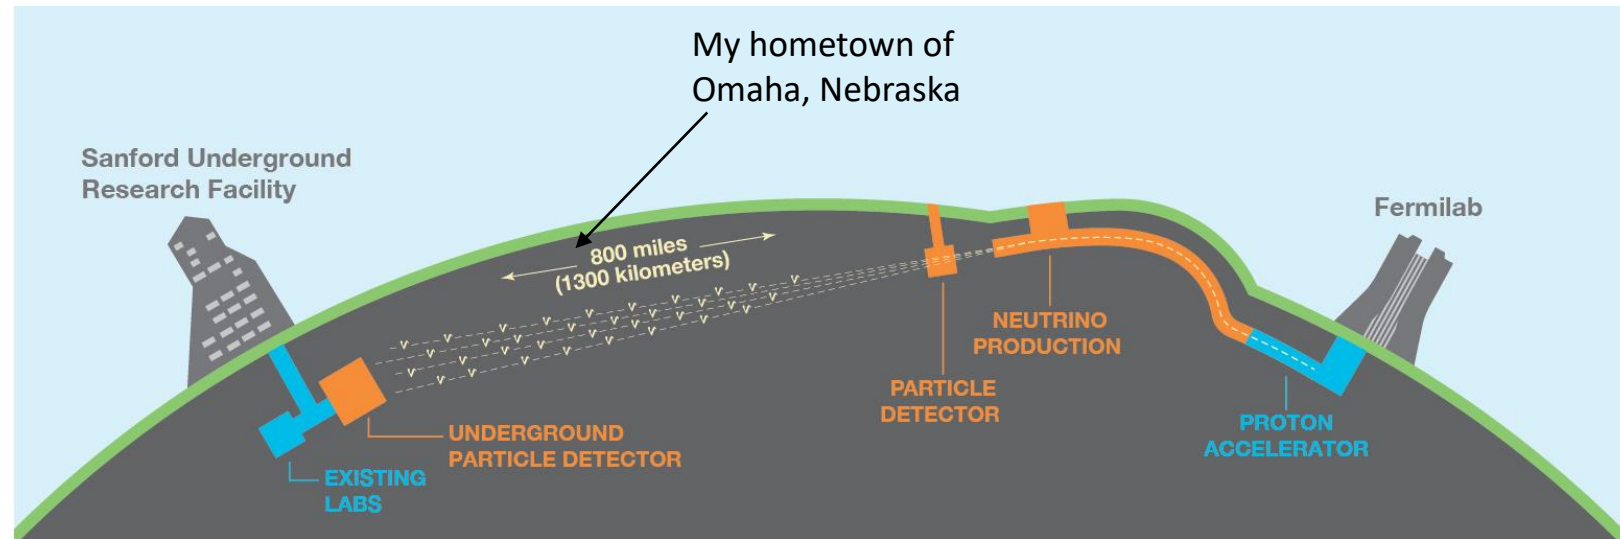 My hometown of
Omaha, Nebraska
Sanford Underground
Research Facility
Fermilab
800 miles
(1300 kilometers)
NEUTRINO
PRODUCTION
PARTICLE
DETECTOR
PROTON
ACCELERATOR
UNDERGROUND
PARTICLE DETECTOR
EXISTING
LABS